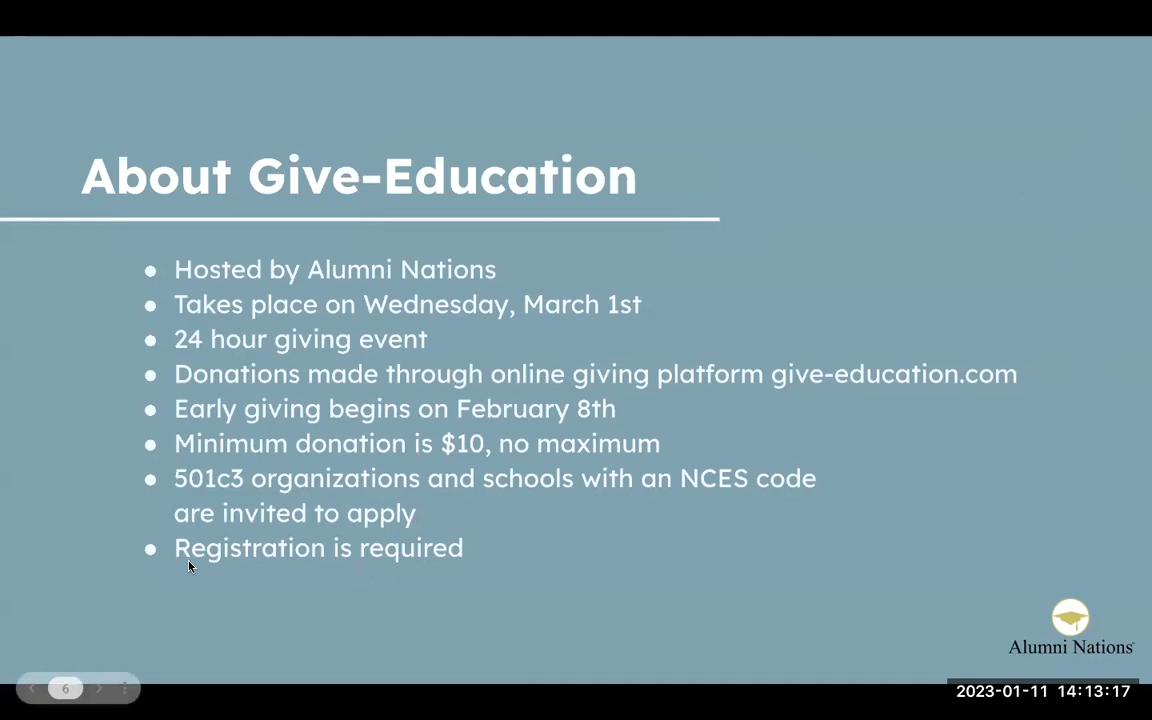 About Give-Education
● Hosted by Alumni Nations
● Takes place on Wednesday, March 1st
● 24 hour giving event
● Donations made through online giving platform give-education.com
● Early giving begins on February 8th
● Minimum donation is $10, no maximum
● 501c3 organizations and schools with an NCES code
are invited to apply
● Registration is required
Alumni Nations
6
2023-01-11 14:13:17